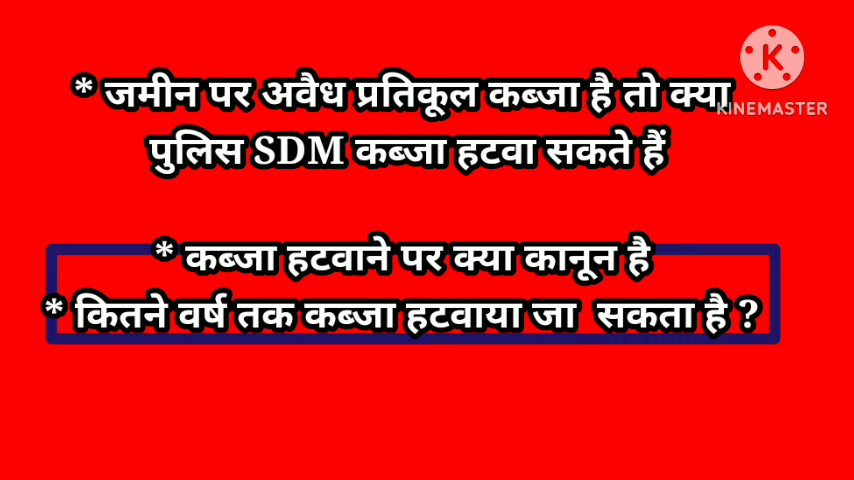 * जमीन पर अवैध प्रतिकूल कब्जा है तो क्या
पुलिस SDM कब्जा हटवा सकते हैं
K
KINEMASTER
* कब्जा हटवाने पर क्या कानून है
* कितने वर्ष तक कब्जा हटवाया जा सकता है ?